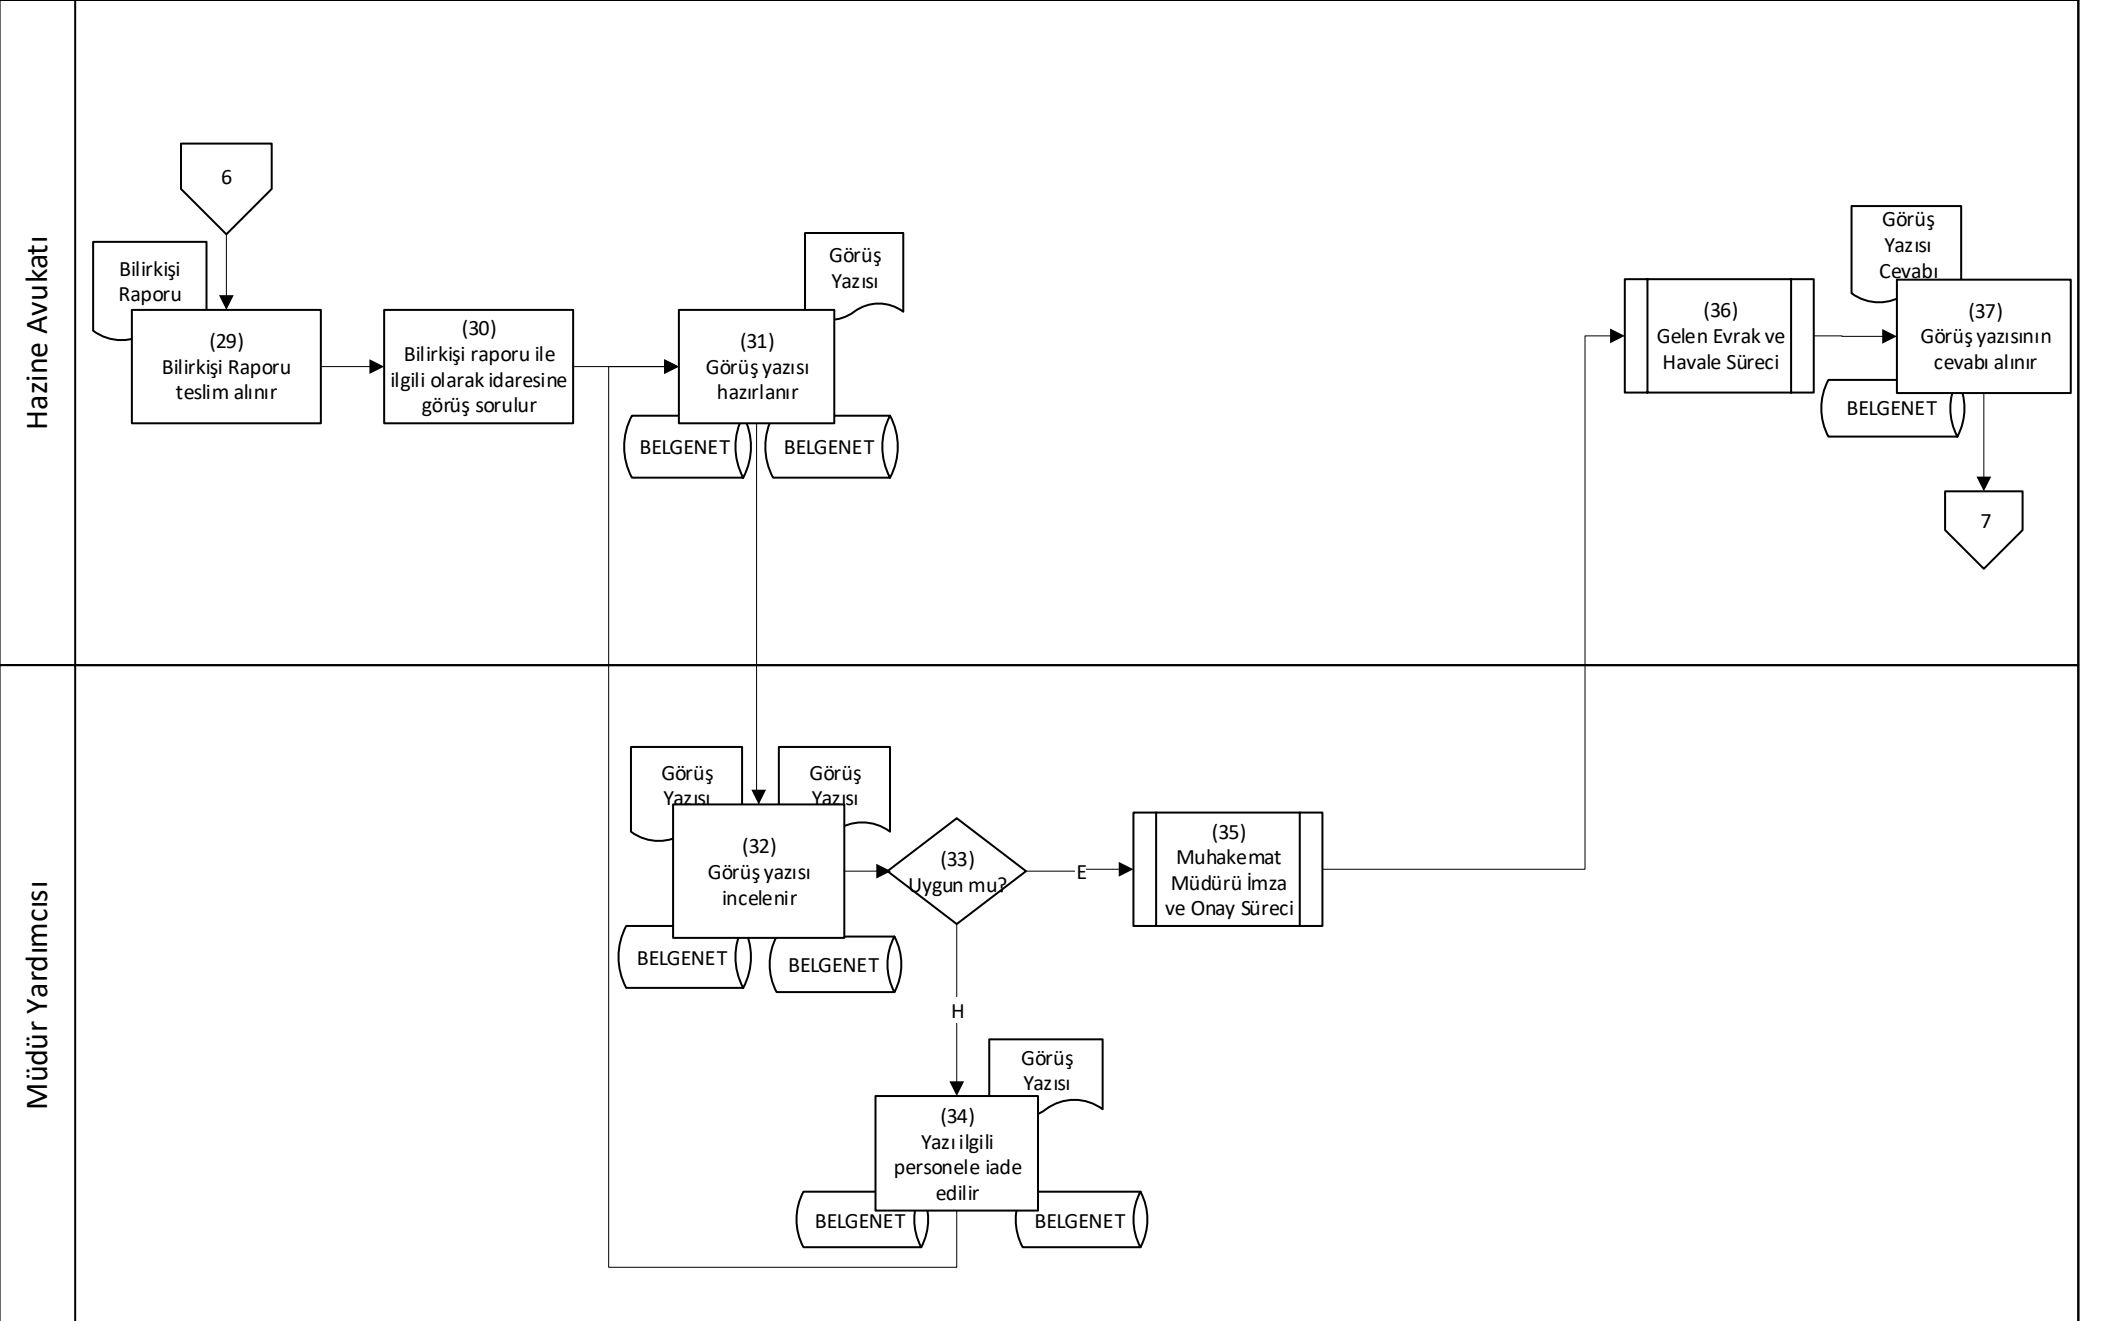 Hazine Avukatı
6
Bilirkişi
Raporu
(29)
Bilirkişi Raporu
teslim alınır
(30)
Bilirkişi raporu ile
ilgili olarak idaresine
görüş sorulur
Görüş
Yazısı
(31)
Görüş yazısı
hazırlanır
BELGENET
BELGENET
(36)
Gelen Evrak ve
Havale Süreci
Görüş
Yazısı
Cevabı
(37)
Görüş yazısının
cevabı alınır
BELGENET
7
Müdür Yardımcısı
Görüş
Yazısı
Görüş
Yazısı
(32)
Görüş yazısı
incelenir
BELGENET
BELGENET
(33)
Uygun mu?
E
(35)
Muhakemat
Müdürü İmza
ve Onay Süreci
H
Görüş
Yazısı
(34)
Yazı ilgili
personele iade
edilir
BELGENET
BELGENET